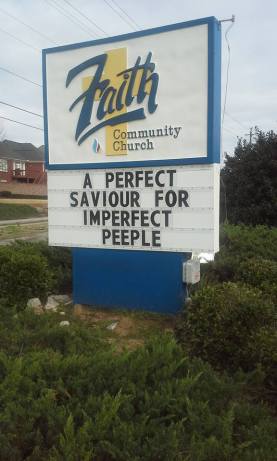 Faith
Community
Church
A PERFECT
SAVIOUR FOR
IMPERFECT
PEEPLE